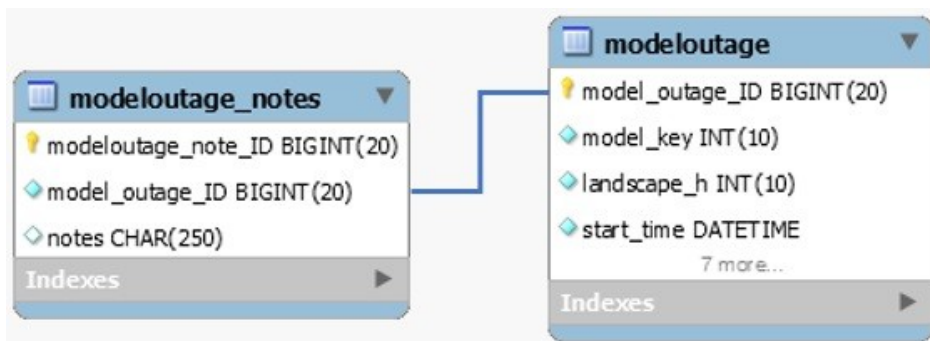 modeloutage_notes
modeloutage_note_ID BIGINT(20)
model_outage_ID BIGINT(20)
notes CHAR(250)
Indexes
modeloutage
model_outage_ID BIGINT(20)
model_key INT(10)
landscape_h INT(10)
start_time DATETIME
7 more...
Indexes